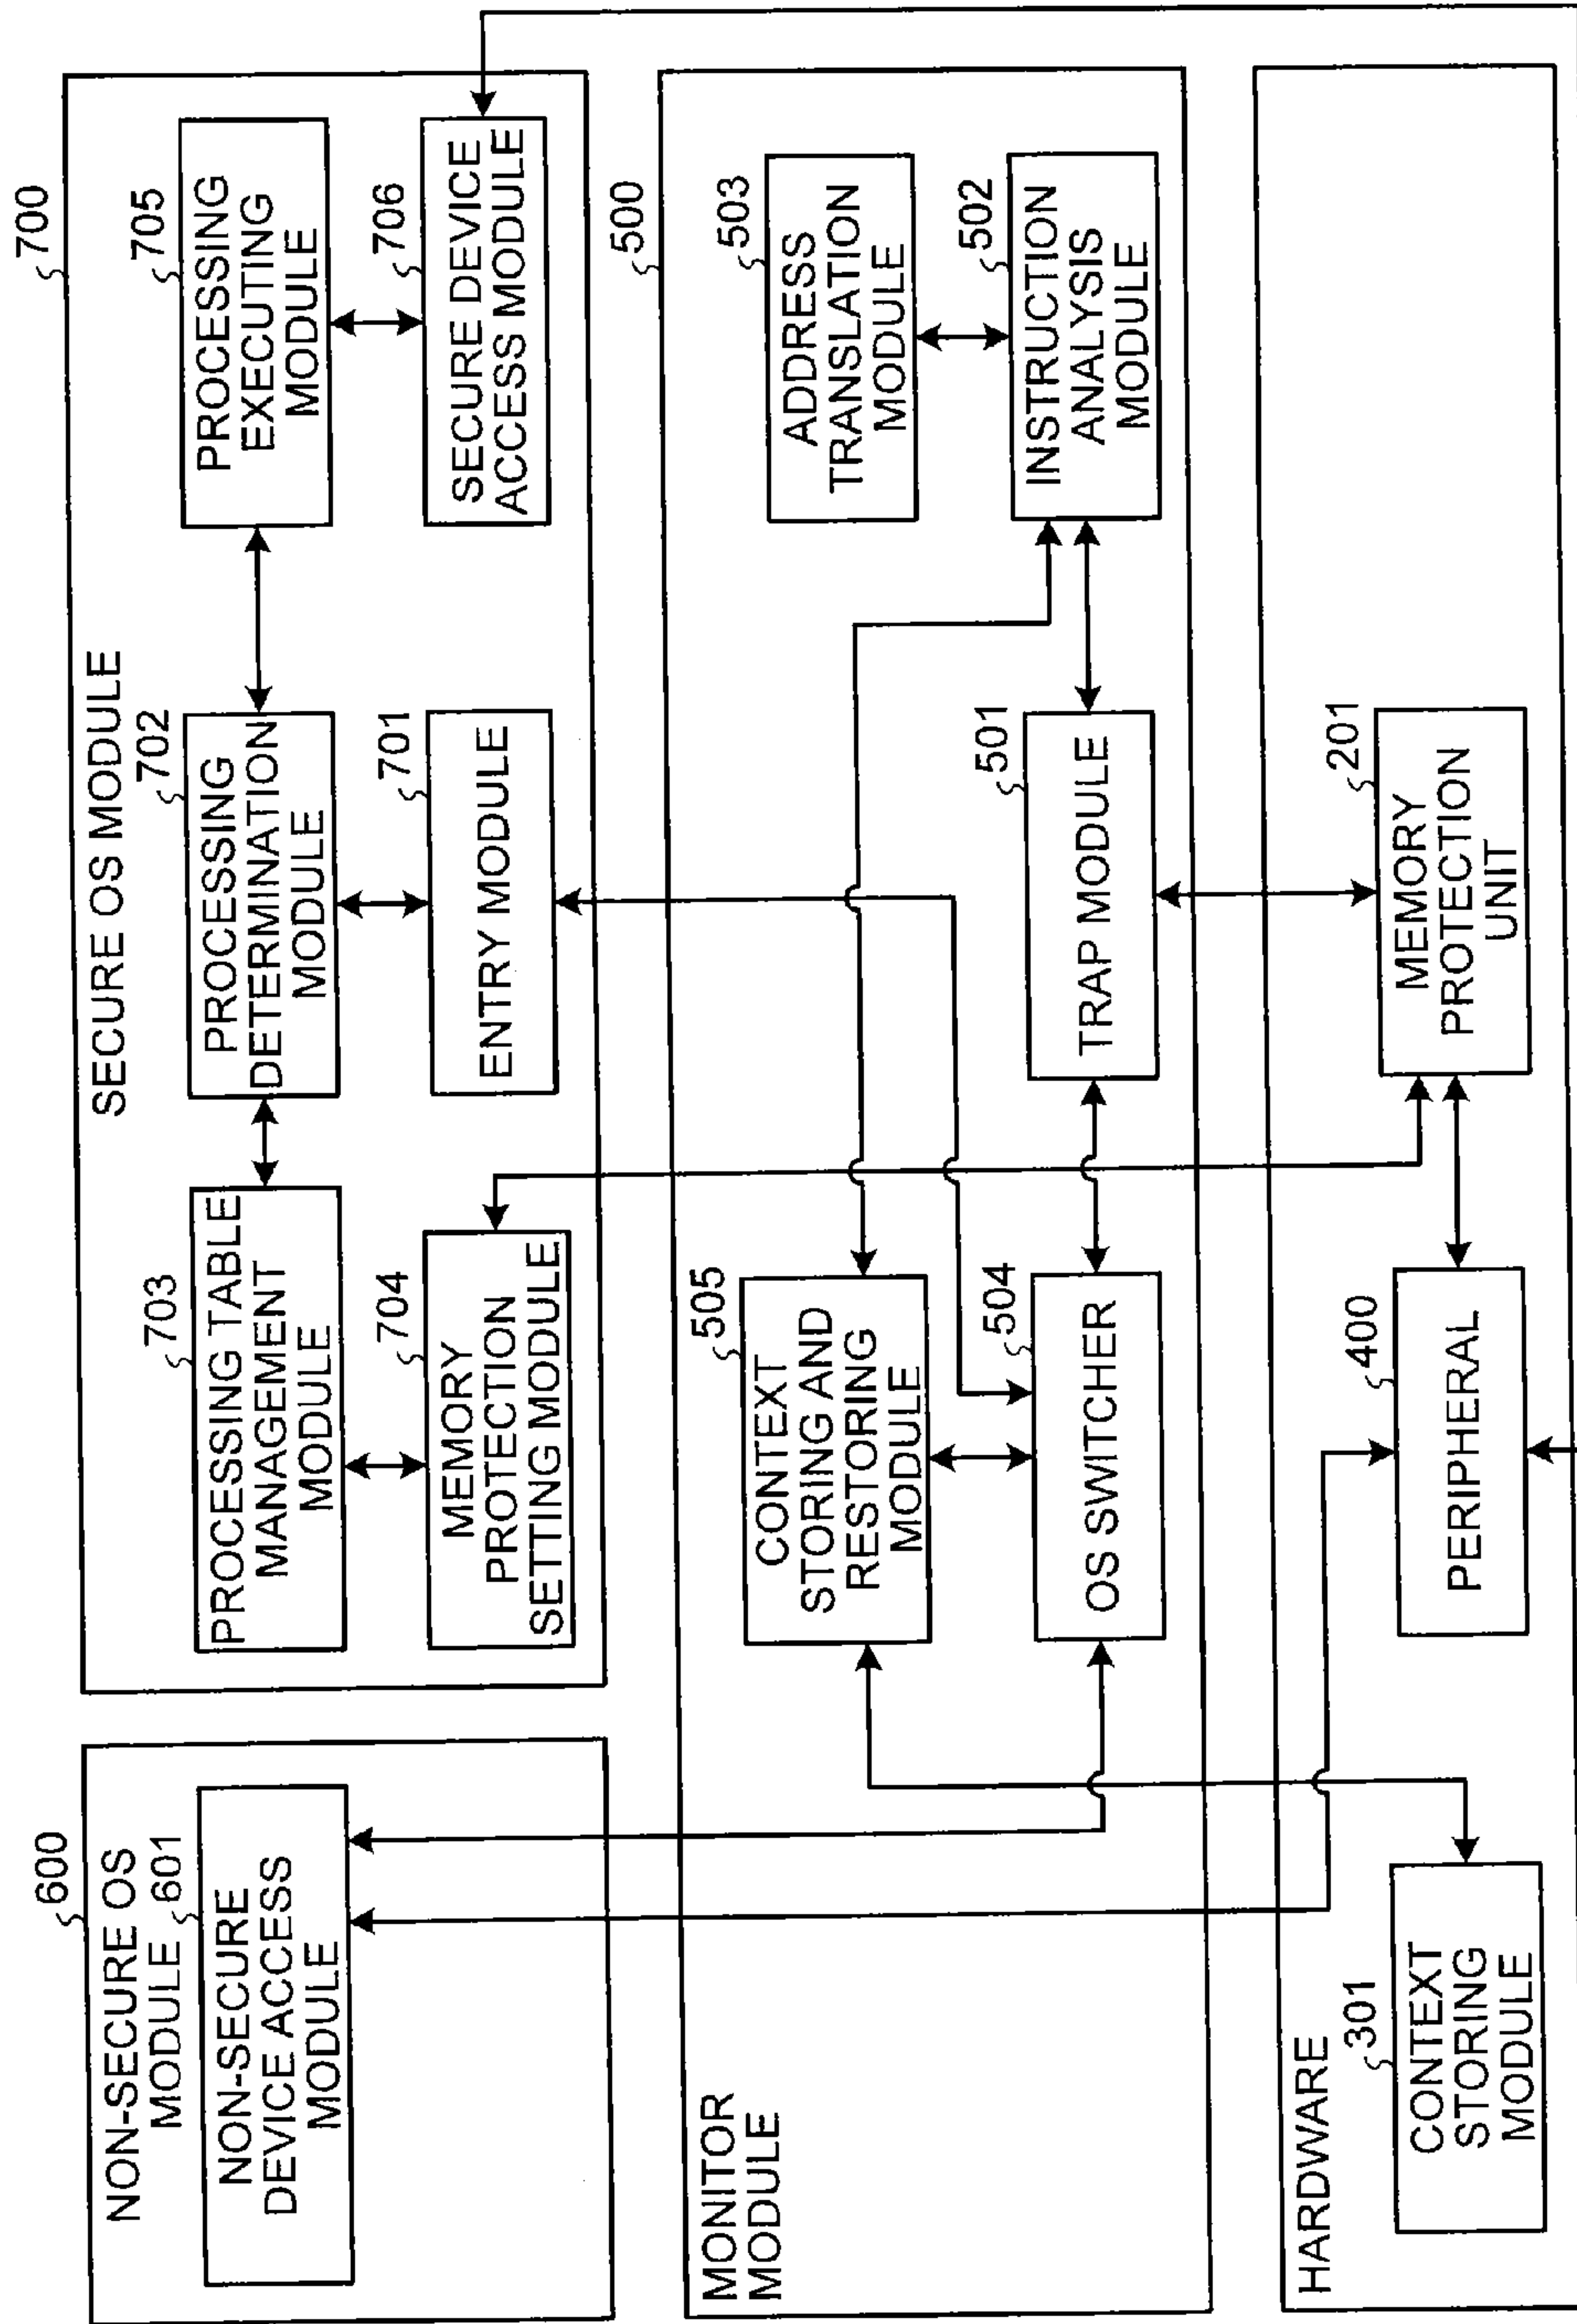 600
NON-SECURE OS
MODULE 601
NON-SECURE
DEVICE ACCESS
MODULE
700
SECURE OS MODULE
703
PROCESSING TABLE
MANAGEMENT
MODULE
702
PROCESSING
DETERMINATION
MODULE
705
PROCESSING
EXECUTING
MODULE
704
MEMORY
PROTECTION
SETTING MODULE
701
ENTRY MODULE
706
SECURE DEVICE
ACCESS MODULE
500
MONITOR
MODULE
505
CONTEXT
STORING AND
RESTORING
MODULE
503
ADDRESS
TRANSLATION
MODULE
504
OS SWITCHER
501
TRAP MODULE
502
INSTRUCTION
ANALYSIS
MODULE
HARDWARE
301
CONTEXT
STORING
MODULE
400
PERIPHERAL
201
MEMORY
PROTECTION
UNIT